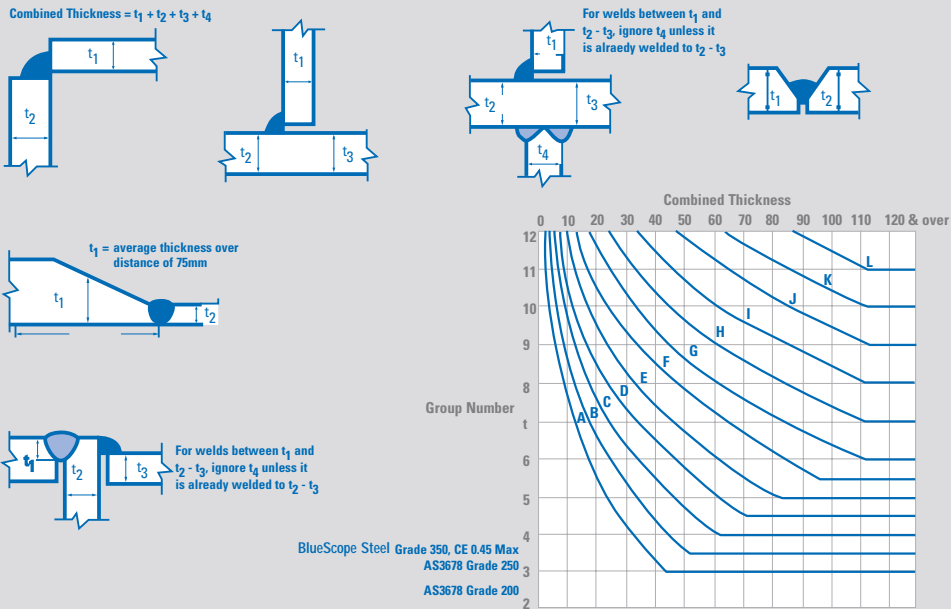 Combined Thickness = t1 + t2 + t3 + t4
t1
t2
t1
t2
t3
For welds between t1 and
t2 - t3, ignore t4 unless it
is alraedy welded to t2 - t3
t1
t2
t3
t4
t1
t2
t1 = average thickness over
distance of 75mm
t1
t2
t1
t2
t3
For welds between t1 and
t2 - t3, ignore t4 unless it
is already welded to t2 - t3
Combined Thickness
0 10 20 30 40 50 60 70 80 90 100 110 120 & over
12
11
10
9
8
t
6
5
4
3
2
Group Number
A B C D E F G H I J K L
BlueScope Steel Grade 350, CE 0.45 Max
AS3678 Grade 250
AS3678 Grade 200